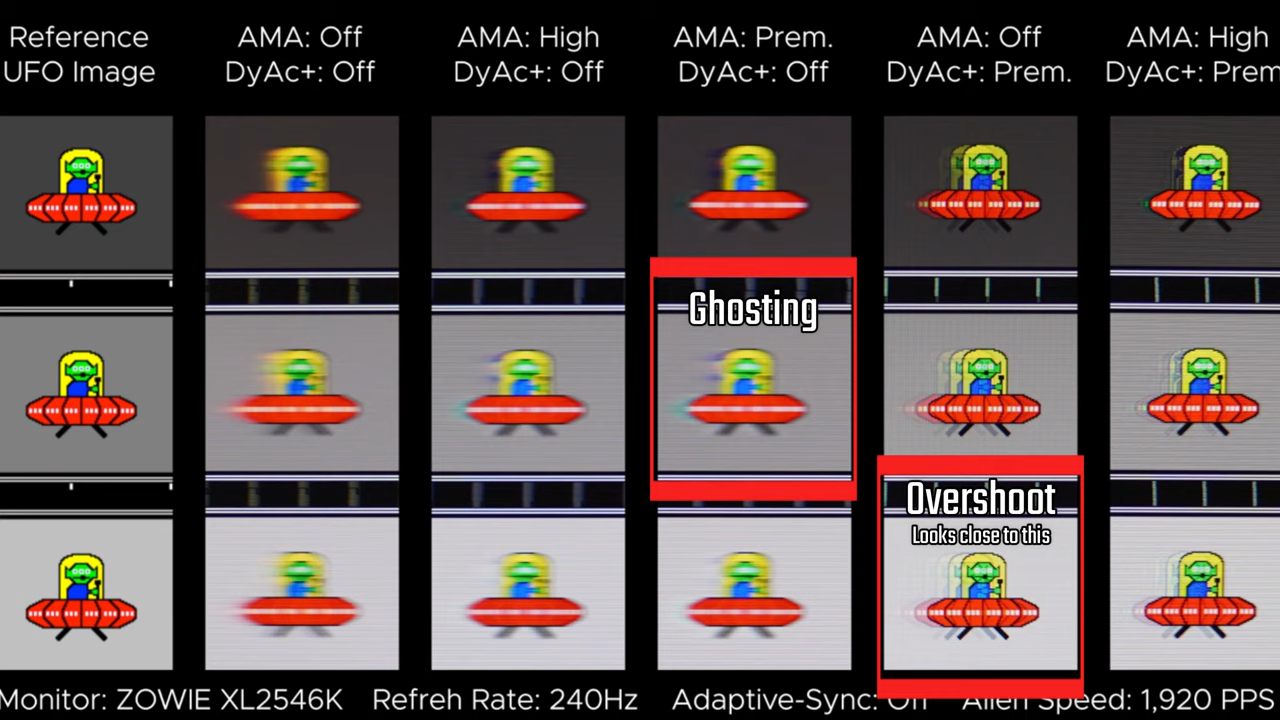 Reference
UFO Image
AMA: Off
DyAc+: Off
AMA: High
DyAc+: Off
AMA: Prem.
DyAc+: Off
AMA: Off
DyAc+: Prem.
AMA: High
DyAc+: Prem
Ghosting
Overshoot
Looks close to this
Monitor: ZOWIE XL2546K Refreh Rate: 240Hz Adaptive-Sync: Off Alien Speed: 1,920 PPS